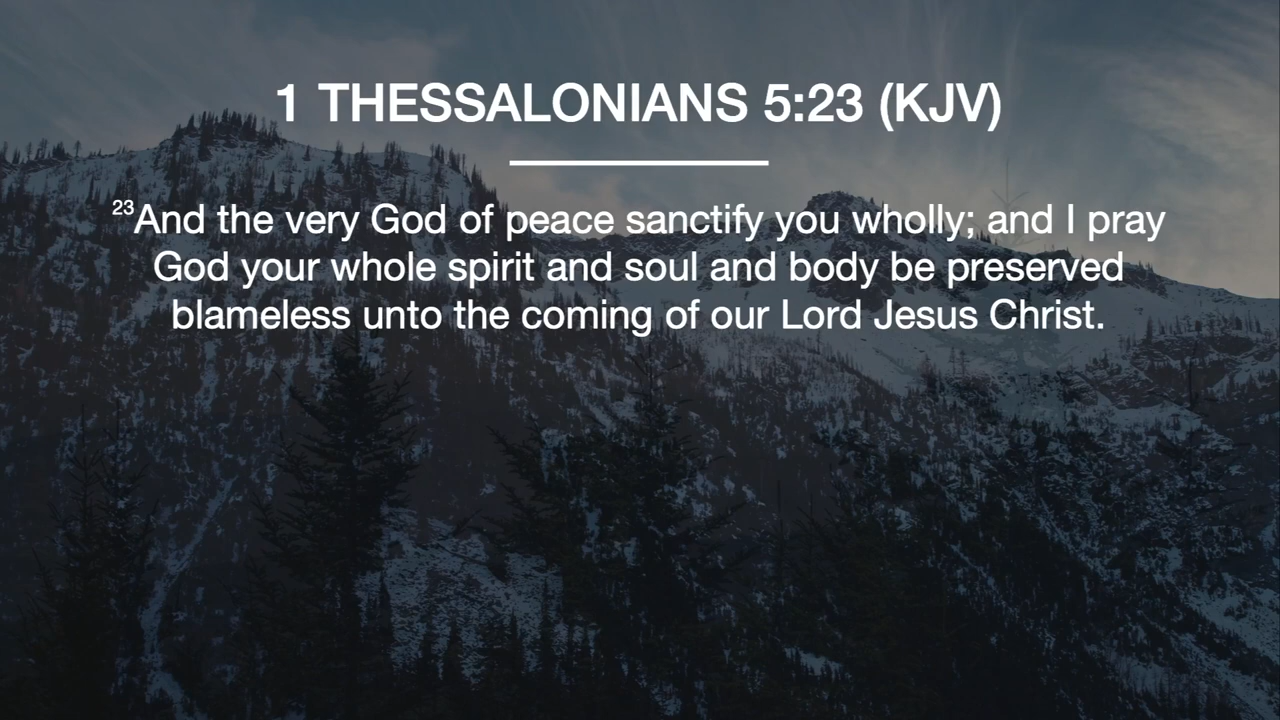 1 THESSALONIANS 5:23 (KJV)
23And the very God of peace sanctify you wholly; and I pray
God your whole spirit and soul and body be preserved
blameless unto the coming of our Lord Jesus Christ.